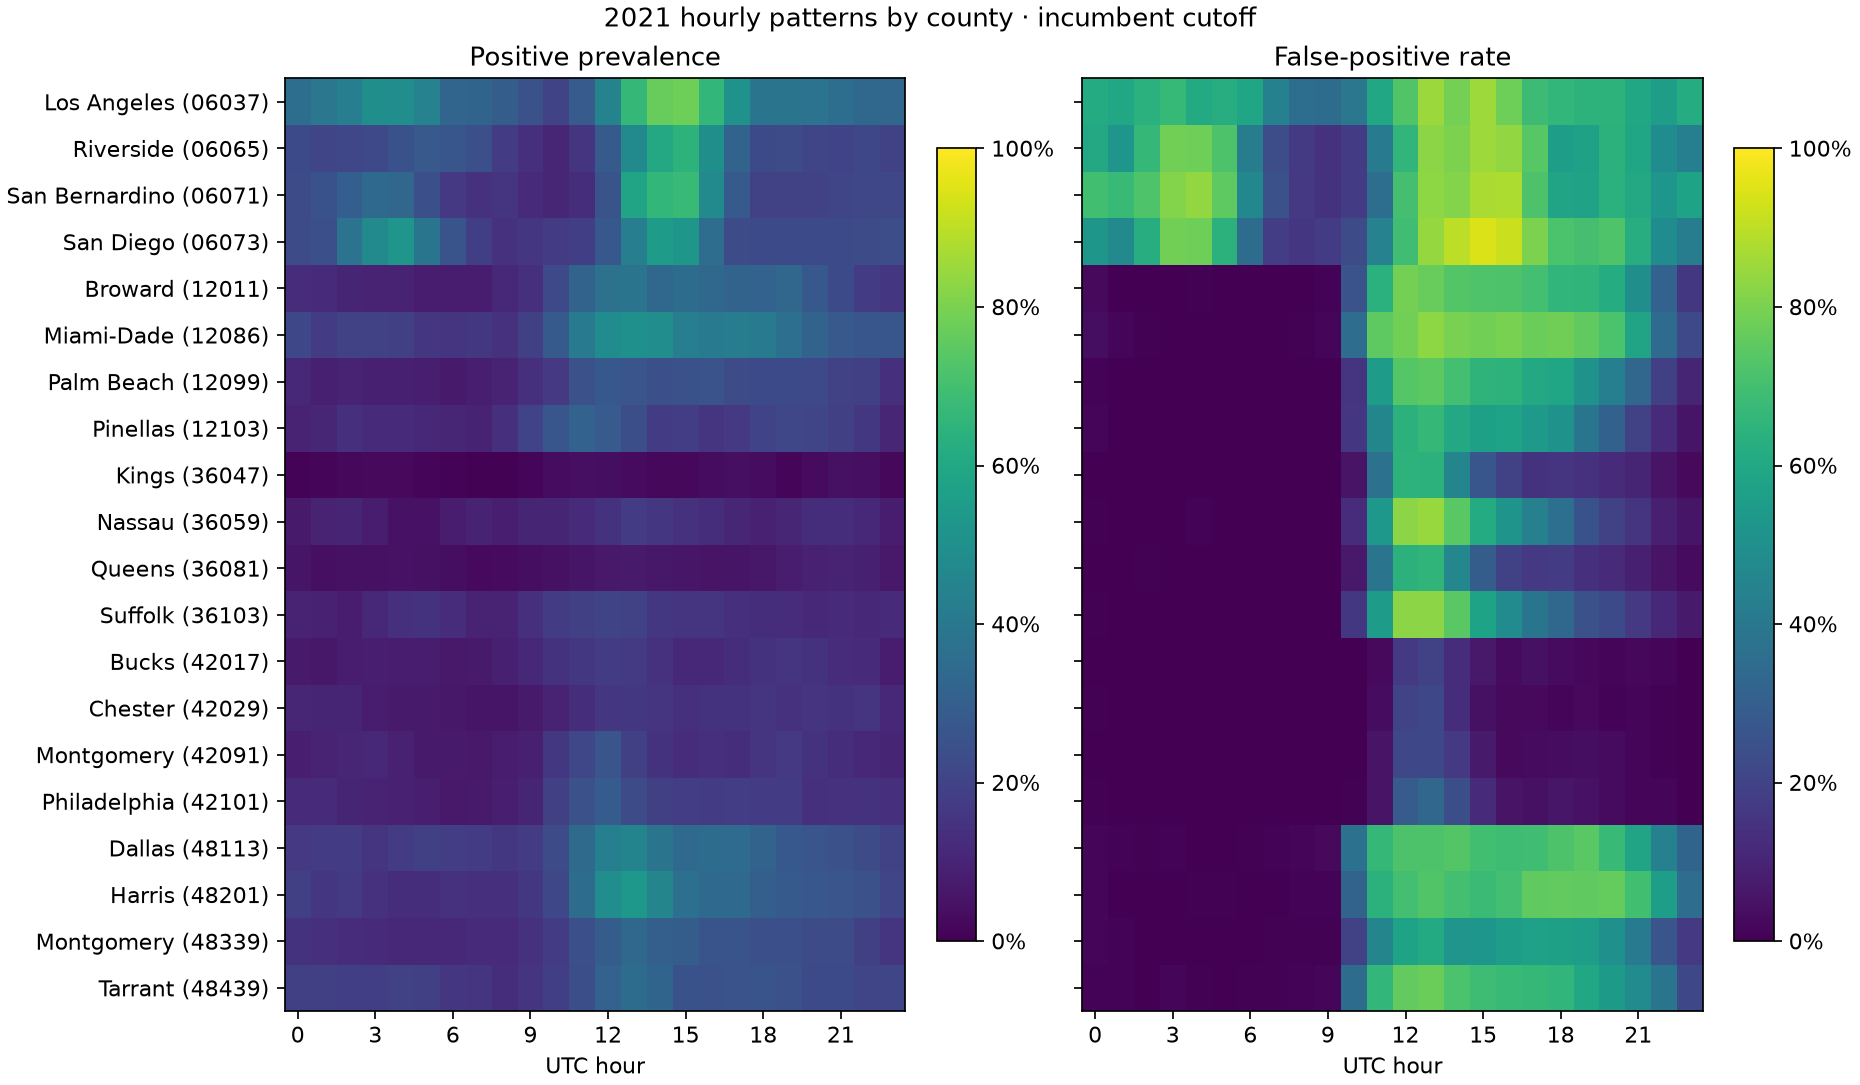 2021 hourly patterns by county · incumbent cutoff
Positive prevalence
False-positive rate
Los Angeles (06037)
Riverside (06065)
San Bernardino (06071)
San Diego (06073)
Broward (12011)
Miami-Dade (12086)
Palm Beach (12099)
Pinellas (12103)
Kings (36047)
Nassau (36059)
Queens (36081)
Suffolk (36103)
Bucks (42017)
Chester (42029)
Montgomery (42091)
Philadelphia (42101)
Dallas (48113)
Harris (48201)
Montgomery (48339)
Tarrant (48439)
0 3 6 9 12 15 18 21
UTC hour
100%
80%
60%
40%
20%
0%
0 3 6 9 12 15 18 21
UTC hour
100%
80%
60%
40%
20%
0%